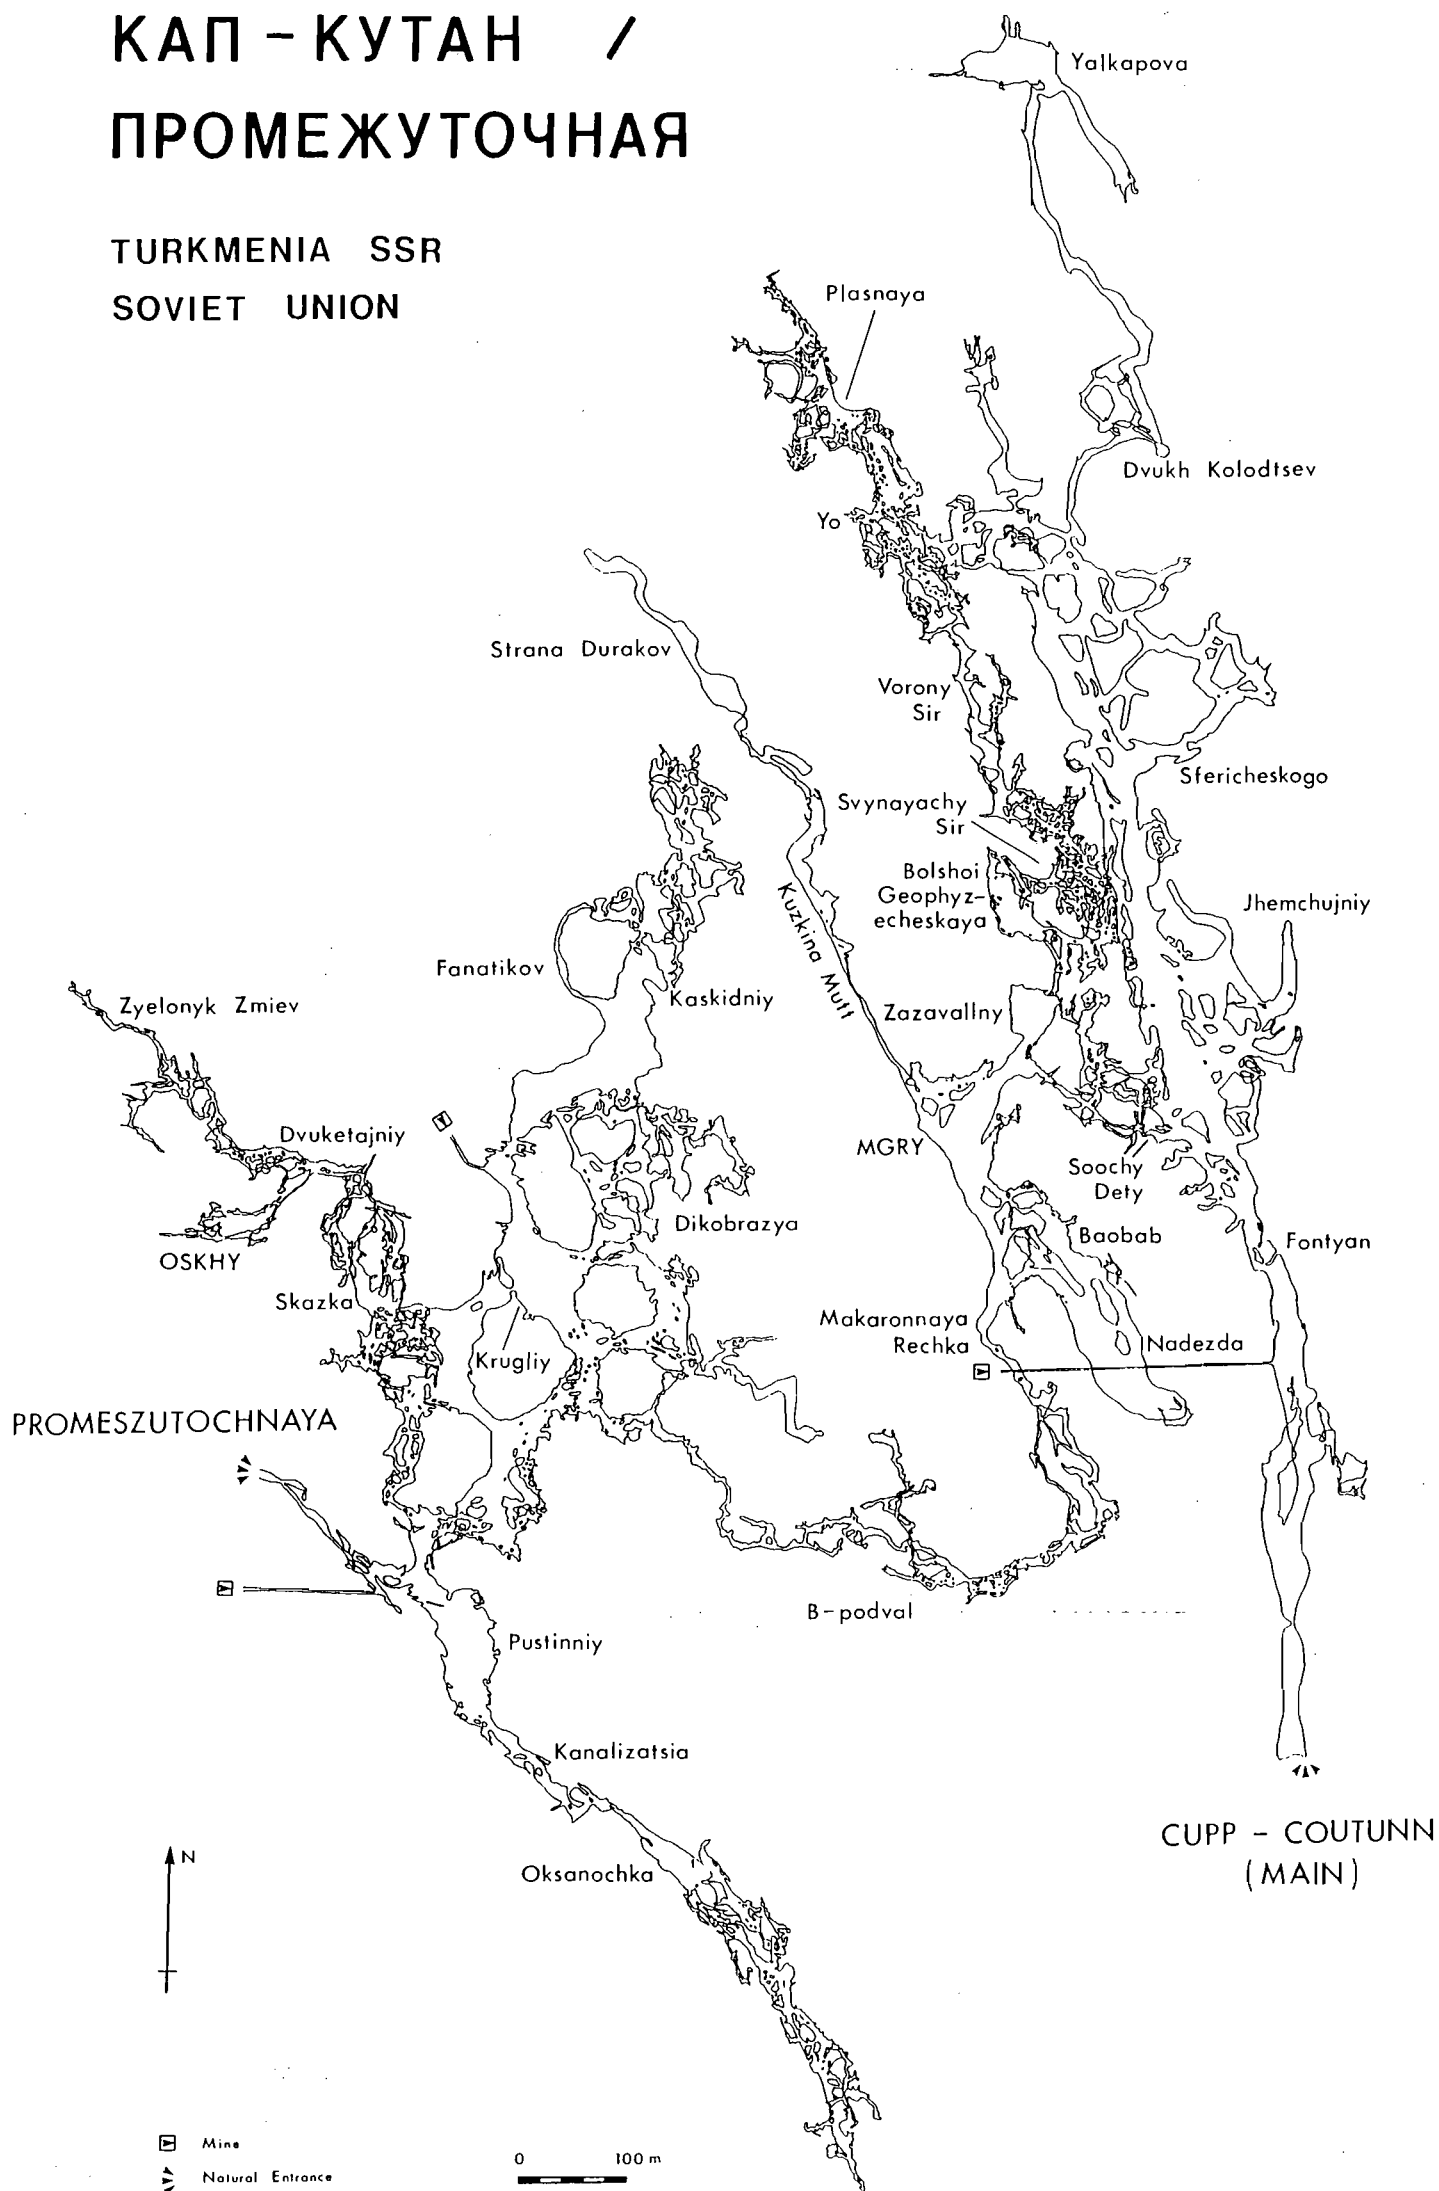 КАП - КУТАН /
ПРОМЕЖУТОЧНАЯ
TURKMENIA SSR
SOVIET UNION
Yalkapova
Plasnaya
Dvukh Kolodtsev
Yo
Strana Durakov
Vorony
Sir
Sfericheskogo
Svynayachy
Sir
Bolshoi
Geophyz-
echeskaya
Kuzkina Mutt
Jhemchujniy
Fanatikov
Kaskidniy
Zyelonyk Zmiev
Zazavallny
Dvuketajniy
MGRY
Soochy
Dety
Dikobrazya
Baobab
Fontyan
OSKHY
Skazka
Makaronnaya
Rechka
Nadezda
Krugliy
PROMESZUTOCHNAYA
B-podval
Pustinniy
Kanalizatsia
CUPP - COUTUNN
(MAIN)
N
Oksanochka
Mine
Natural Entrance
0 100 m